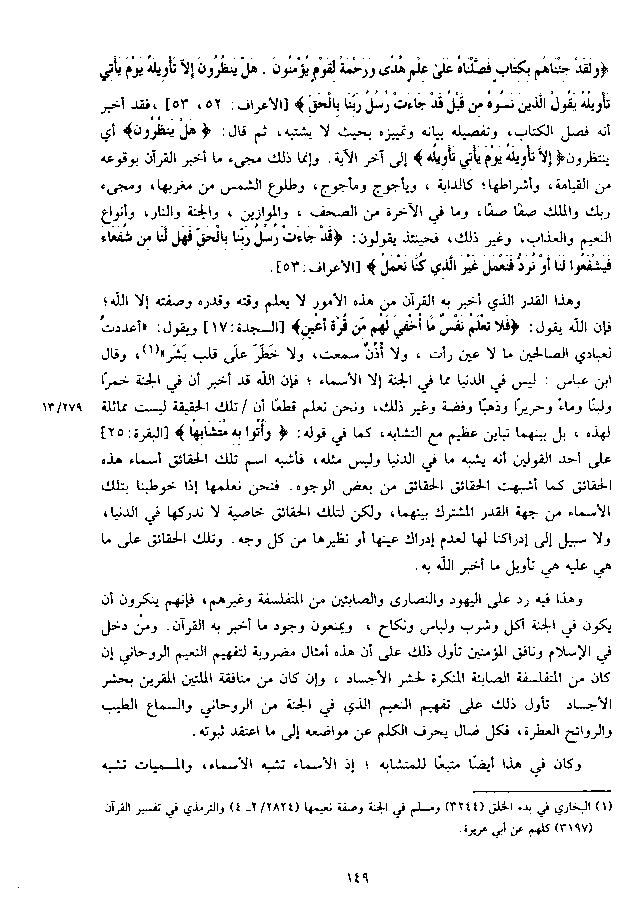 ﴿ولَقَدْ جِئْنَاهُم بِكِتَابٍ فَصَّلْنَاهُ عَلَىٰ عِلْمٍ هُدًى وَرَحْمَةً لِقَوْمٍ يُؤْمِنُونَ . هَلْ يَنظُرُونَ إِلاَّ تَأْوِيلَهُ يَوْمَ يَأْتِي
تَأْوِيلُهُ يَقُولُ الَّذِينَ نَسُوهُ مِن قَبْلُ قَدْ جَاءَتْ رُسُلُ رَبِّنَا بِالْحَقِّ ﴾ [الأعراف: ٥٢، ٥٣] ،فقد أخبر
أنه فصل الكتاب، وتفصيله بيانه وتمييزه بحيث لا يشتبه، ثم قال: ﴿ هَلْ يَنظُرُونَ﴾ أي
ينتظرون﴿ إِلاَّ تَأْوِيلَهُ يَوْمَ يَأْتِي تَأْوِيلُهُ ﴾ إلى آخر الآية. وإنما ذلك مجىء ما أخبر القرآن بوقوعه
من القيامة، وأشراطها؛ كالدابة ، ويأجوج ومأجوج، وطلوع الشمس من مغربها، ومجىء
ربك والملك صفًا صفًا، وما في الآخرة من الصحف ، والموازين ، والجنة والنار، وأنواع
النعيم والعذاب، وغير ذلك، فحينئذ يقولون: ﴿قَدْ جَاءَتْ رُسُلُ رَبِّنَا بِالْحَقِّ فَهَل لَّنَا مِن شُفَعَاءَ
فَيَشْفَعُوا لَنَا أَوْ نُرَدُّ فَنَعْمَلَ غَيْرَ الَّذِي كُنَّا نَعْمَلُ ﴾ [الأعراف:٥٣].
وهذا القدر الذي أخبر به القرآن من هذه الأمور لا يعلم وقته وقدره وصفته إلا الله؛
فإن الله يقول: ﴿فَلا تَعْلَمُ نَفْسٌ مَّا أُخْفِيَ لَهُم مِّن قُرَّةِ أَعْيُنٍ﴾ [السجدة:١٧] ويقول: «أعددتُ
لعبادي الصالحين ما لا عين رأت ، ولا أُذُنٌ سمعت، ولا خَطَرَ على قلب بَشَر»(١)، وقال
ابن عباس : ليس في الدنيا مما في الجنة إلا الأسماء ؛ فإن الله قد أخبر أن في الجنة خمرًا
ولبنًا وماءً وحريرًا وذهبًا وفضة وغير ذلك، ونحن نعلم قطعًا أن / تلك الحقيقة ليست مماثلة ١٣/٢٧٩
لهذه ، بل بينهما تباين عظيم مع التشابه، كما في قوله: ﴿ وَأُتُوا بِهِ مُتَشَابِهًا ﴾ [البقرة:٢٥]
على أحد القولين أنه يشبه ما في الدنيا وليس مثله، فأشبه اسم تلك الحقائق أسماء هذه
الحقائق كما أشبهت الحقائق الحقائق من بعض الوجوه. فنحن نعلمها إذا خوطبنا بتلك
الأسماء من جهة القدر المشترك بينهما، ولكن لتلك الحقائق خاصية لا ندركها في الدنيا،
ولا سبيل إلى إدراكنا لها لعدم إدراك عينها أو نظيرها من كل وجه. وتلك الحقائق على ما
هي عليه هي تأويل ما أخبر الله به.
وهذا فيه رد على اليهود والنصارى والصابئين من المتفلسفة وغيرهم، فإنهم ينكرون أن
يكون في الجنة أكل وشرب ولباس ونكاح ، ويمنعون وجود ما أخبر به القرآن. ومنْ دخل
في الإسلام ونافق المؤمنين تأول ذلك على أن هذه أمثال مضروبة لتفهيم النعيم الروحاني إن
كان من المتفلسفة الصابئة المنكرة لحشر الأجساد ، وإن كان من منافقة الملتين المقرين بحشر
الأجساد تأول ذلك على تفهيم النعيم الذي في الجنة من الروحاني والسماع الطيب
والروائح العطرة، فكل ضال يحرف الكلم عن مواضعه إلى ما اعتقد ثبوته.
وكان في هذا أيضًا متبعًا للمتشابه ؛ إذ الأسماء تشبه الأسماء، والمسميات تشبه
(١) البخاري في بدء الخلق (٣٢٤٤) ومسلم في الجنة وصفة نعيمها (٢/٢٨٢٤ـ ٤) والترمذي في تفسير القرآن
(٣١٩٧) كلهم عن أبي هريرة.
١٤٩